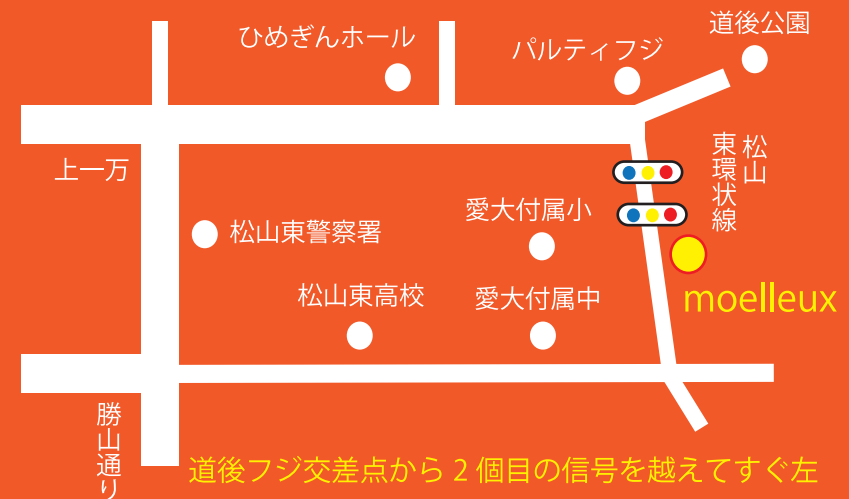 道後公園
ひめぎんホール
パルティフジ
上一万
松山
東環状線
愛大付属小
松山東警察署
松山東高校
愛大付属中
moelleux
勝山通り
道後フジ交差点から2個目の信号を越えてすぐ左